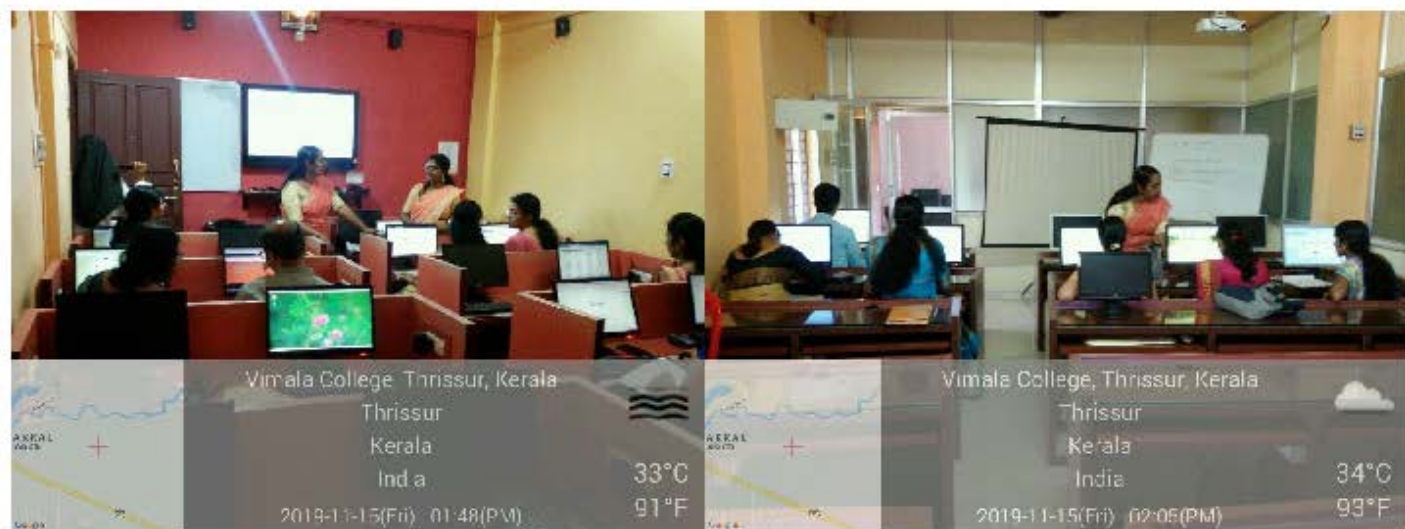 Vimala College, Thrissur, Kerala
Thrissur
Kerala
India
33°C
91°F
2019-11-15(Fri) 01:48(PM)
Vimala College, Thrissur, Kerala
Thrissur
Kerala
India
34°C
93°F
2019-11-15(Fri) 02:05(PM)